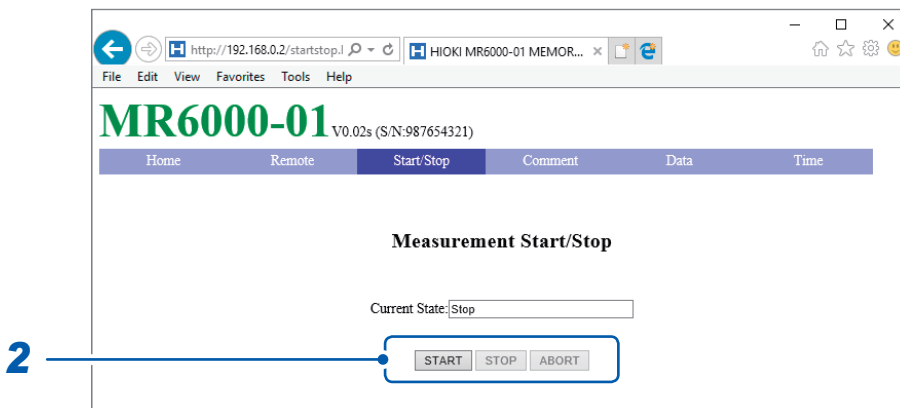 http://192.168.0.2/startstop.l HIOKI MR6000-01 MEMOR...
File Edit View Favorites Tools Help
MR6000-01 V0.02s (S/N:987654321)
Home Remote Start/Stop Comment Data Time
Measurement Start/Stop
Current State: Stop
2 START STOP ABORT